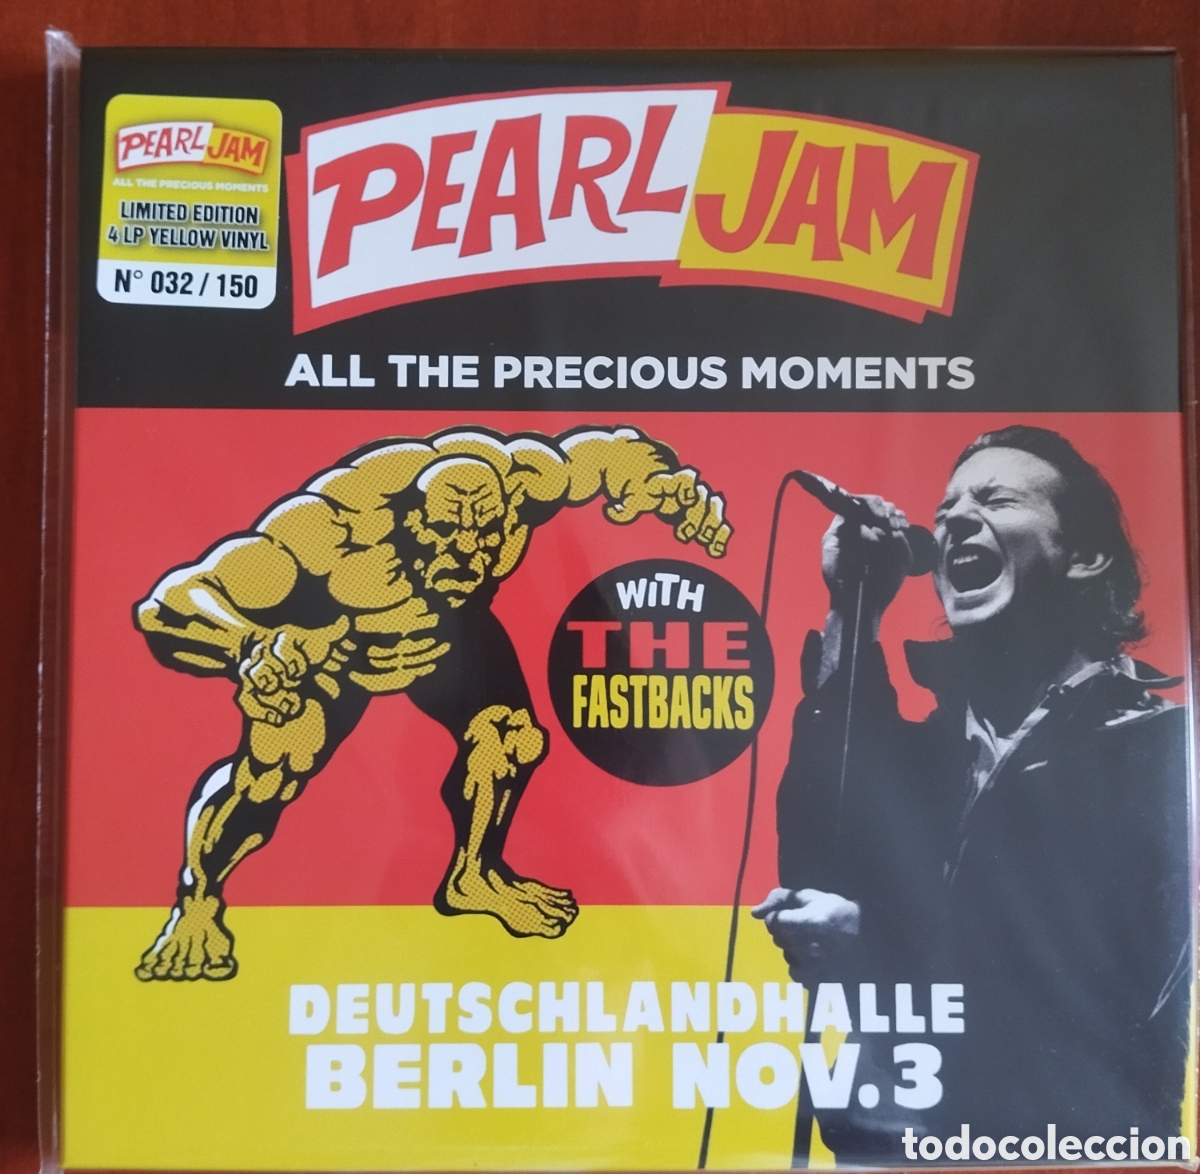 PEARL JAM
ALL THE PRECIOUS MOMENTS
LIMITED EDITION
4 LP YELLOW VINYL
N° 032 / 150
PEARL JAM
ALL THE PRECIOUS MOMENTS
WITH
THE
FASTBACKS
DEUTSCHLANDHALLE
BERLIN NOV.3
todocoleccion